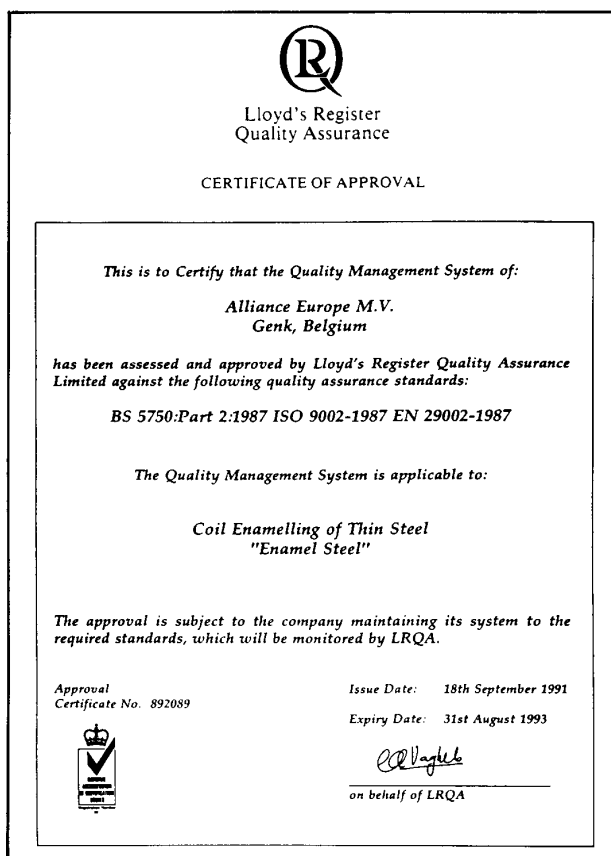 LRQ
Lloyd's Register
Quality Assurance
CERTIFICATE OF APPROVAL
This is to Certify that the Quality Management System of:
Alliance Europe M.V.
Genk, Belgium
has been assessed and approved by Lloyd's Register Quality Assurance
Limited against the following quality assurance standards:
BS 5750:Part 2:1987 ISO 9002-1987 EN 29002-1987
The Quality Management System is applicable to:
Coil Enamelling of Thin Steel
"Enamel Steel"
The approval is subject to the company maintaining its system to the
required standards, which will be monitored by LRQA.
Approval
Certificate No. 892089
Issue Date: 18th September 1991
Expiry Date: 31st August 1993
on behalf of LRQA